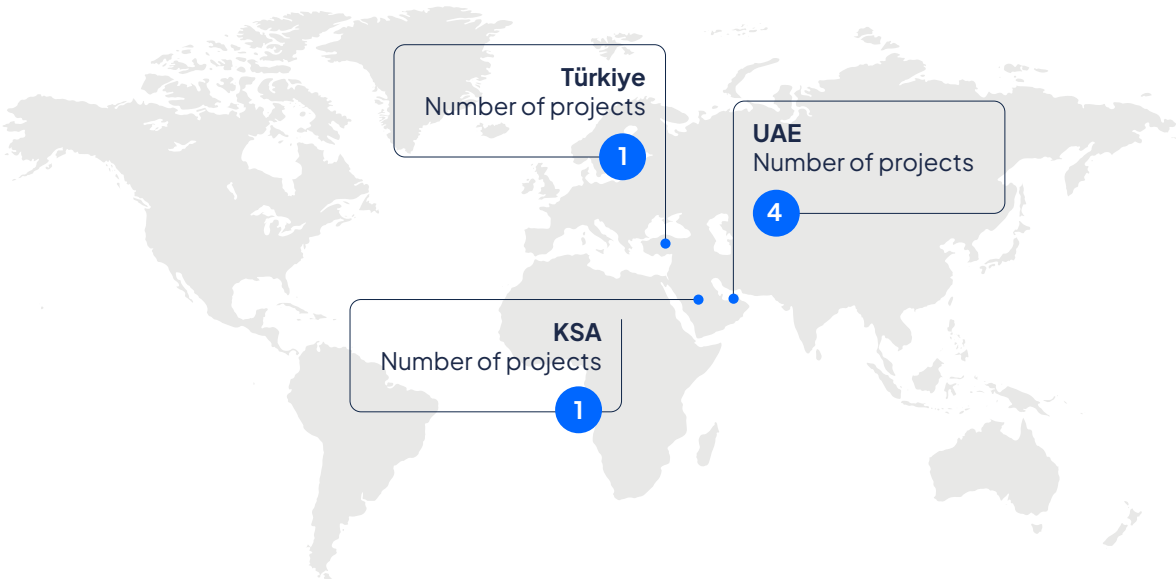 Türkiye
Number of projects
1
UAE
Number of projects
4
KSA
Number of projects
1